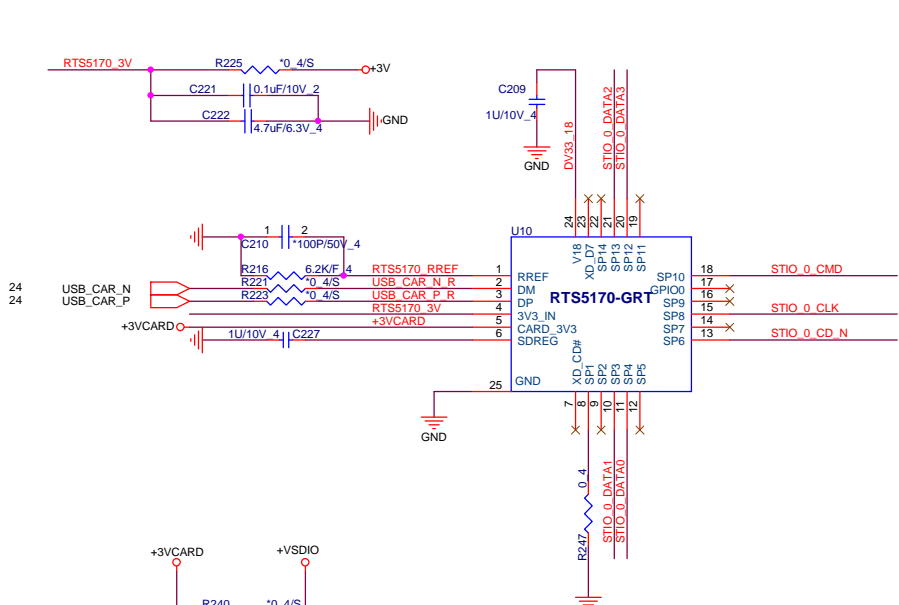 RTS5170_3V
R225
*0_4/S
+3V
C221
0.1uF/10V_2
C222
4.7uF/6.3V_4
GND
C209
1U/10V_4
GND
DV33_18
STIO_0_DATA2
STIO_0_DATA3
24
23
22
21
20
19
U10
V18
XD_D7
SP14
SP13
SP12
SP11
1
2
C210
*100P/50V_4
R216
6.2K/F_4
RTS5170_RREF
1
RREF
24
USB_CAR_N
R221
*0_4/S
USB_CAR_N_R
2
DM
24
USB_CAR_P
R223
*0_4/S
USB_CAR_P_R
3
DP
RTS5170_3V
4
3V3_IN
+3VCARD
+3VCARD
5
CARD_3V3
1U/10V_4
C227
6
SDREG
RTS5170-GRT
SP10
18
STIO_0_CMD
GPIO0
17
SP9
16
SP8
15
STIO_0_CLK
SP7
14
SP6
13
STIO_0_CD_N
25
GND
GND
XD_CD#
SP1
SP2
SP3
SP4
SP5
7
8
9
10
11
12
0_4
R247
STIO_0_DATA1
STIO_0_DATA0
+3VCARD
+VSDIO
R240
*0_4/S